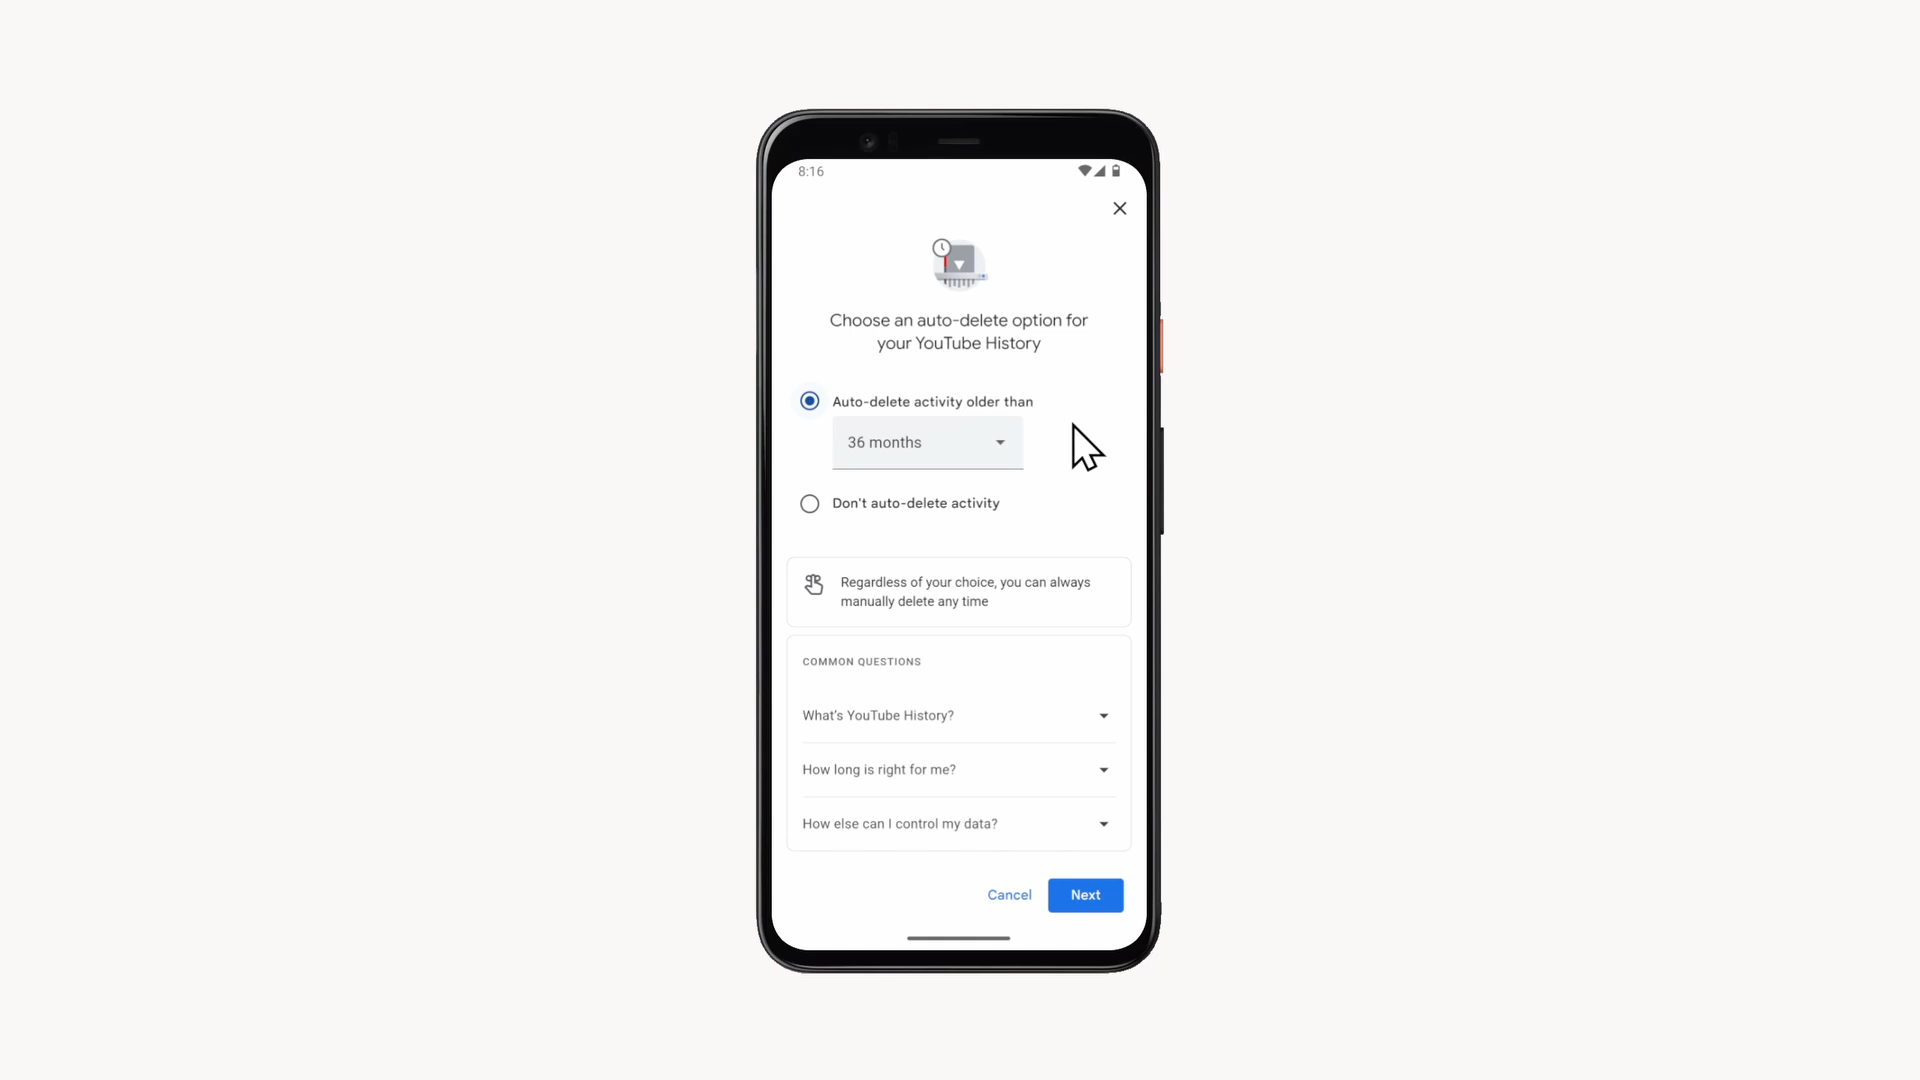 8:16
Choose an auto-delete option for
your YouTube History
Auto-delete activity older than
36 months
Don't auto-delete activity
Regardless of your choice, you can always
manually delete any time
COMMON QUESTIONS
What's YouTube History?
How long is right for me?
How else can I control my data?
Cancel
Next